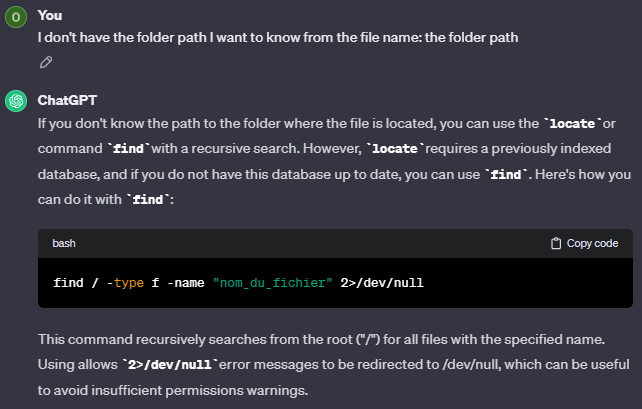 O
You
I don't have the folder path I want to know from the file name: the folder path
ChatGPT
If you don't know the path to the folder where the file is located, you can use the `locate`or
command `find`with a recursive search. However, `locate`requires a previously indexed
database, and if you do not have this database up to date, you can use `find`. Here's how you
can do it with `find`:
bash Copy code
find / -type f -name "nom_du_fichier" 2>/dev/null
This command recursively searches from the root ("/") for all files with the specified name.
Using allows `2>/dev/null`error messages to be redirected to /dev/null, which can be useful
to avoid insufficient permissions warnings.